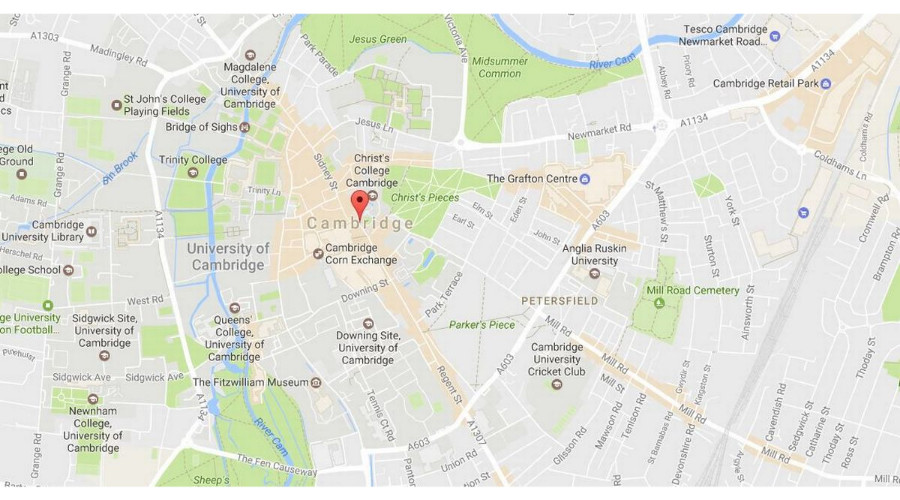 Jesus Green
Tesco Cambridge
Newmarket Road...
A1303
Madingley Rd
Grange Rd
Park Parade
Victoria Ave
Midsummer
Common
River Cam
A1134
Magdalene
College,
University of
Cambridge
Abbey Rd
Priory Rd
Cambridge Retail Park
St John's College
Playing Fields
Bridge of Sighs
Jesus Ln
Newmarket Rd
A1134
Coldhams Rd
Coldhams Ln
ege Old
Ground
Bin Brook
Trinity College
Sidney St
Christ's
College
Cambridge
The Grafton Centre
Grange Rd
Adams Rd
Trinity Ln
Christ's Pieces
Elm St
Eden St
Earl St
St Matthew's St
York St
Cromwell Rd
A1134
Cambridge
University Library
Cambridge
A603
John St
Sturton St
Brampton Rd
Herschel Rd
University of
Cambridge
Cambridge
Corn Exchange
Anglia Ruskin
University
ollege School
Downing St
Park Terrace
Mill Road Cemetery
West Rd
PETERSFIELD
ge University
on Football...
Sidgwick Site,
University of
Cambridge
Queens'
College,
University of
Cambridge
Downing Site,
University of
Cambridge
Parker's Piece
Mill Rd
Ainsworth St
Thoday St
Cambridge
University
Cricket Club
Sidgwick Ave
Sidgwick Ave
The Fitzwilliam Museum
Regent St
A603
Mill Rd
Mill St
Gwydir St
Kingston St
A1134
Newnham
College,
University of
Cambridge
River Cam
Tennis Ct Rd
Mill Rd
Cavendish Rd
Sedgwick St
Catharine St
Thoday St
Ross St
Grange Rd
A603
A1307
Glisson Rd
Mawson Rd
Tenison Rd
St Barnabas Rd
Devonshire Rd
Mill Rd
The Fen Causeway
Union Rd
Sheep's